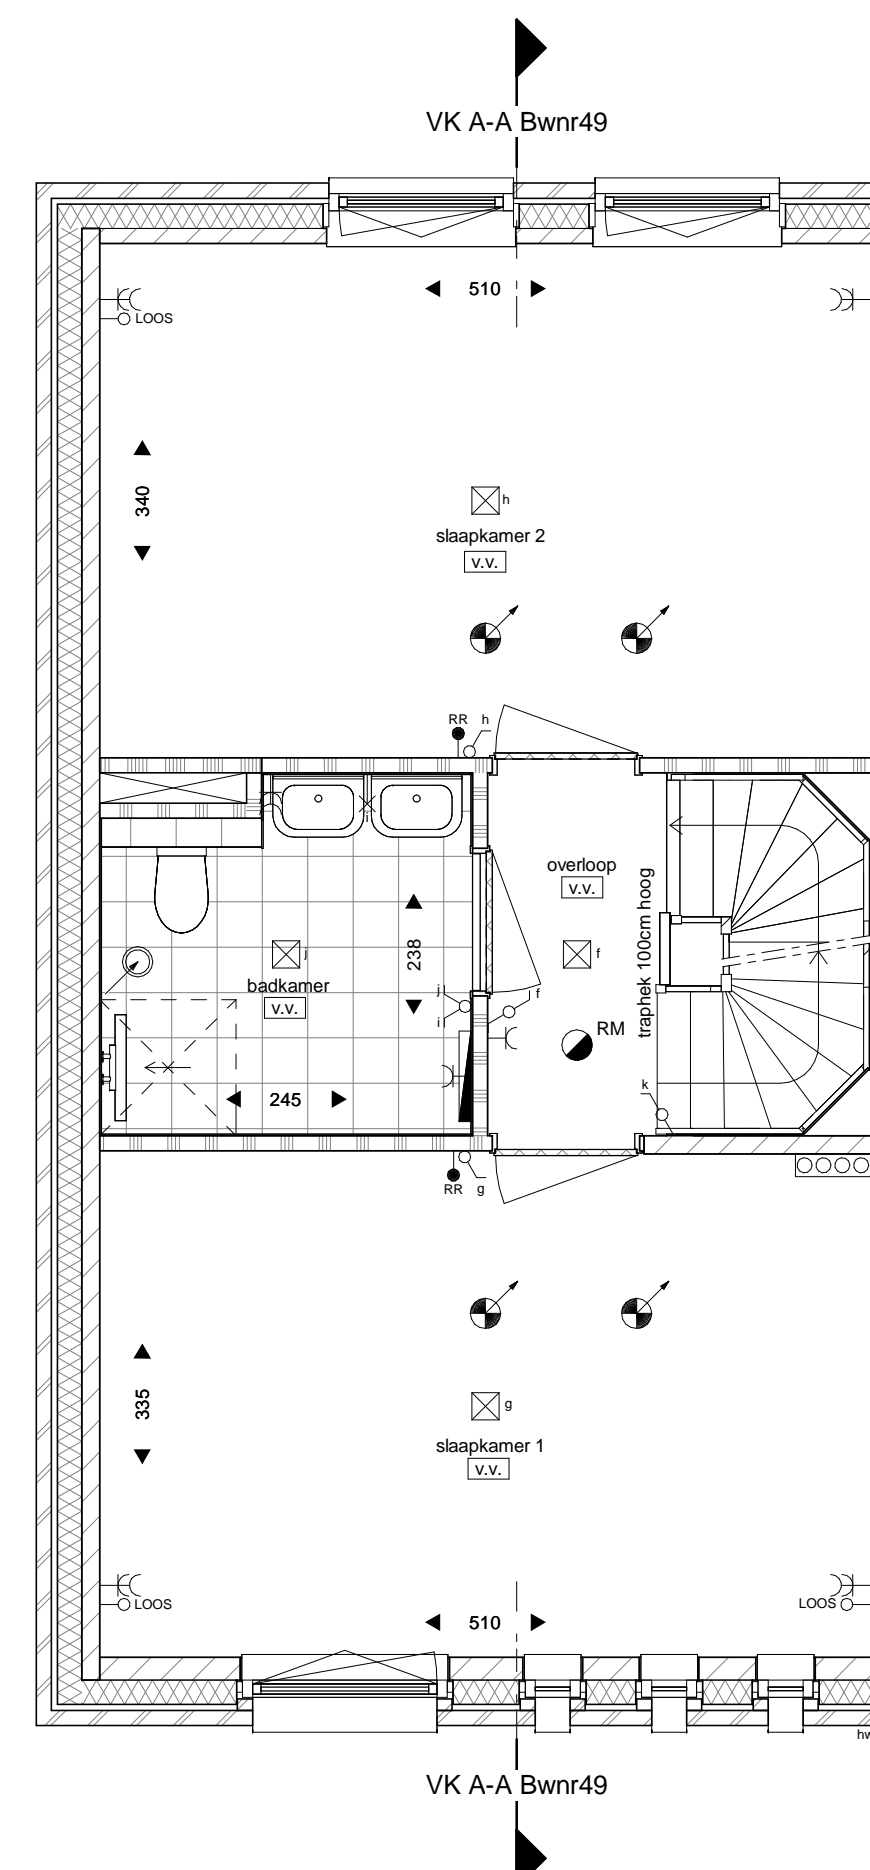 VK A-A Bwnr49
510
LOOS
340
h
slaapkamer 2
v.v.
RR h
i
overloop
v.v.
traphek 100cm hoog
238
j
f
badkamer
v.v.
j
i
f
RM
245
k
RR g
335
g
slaapkamer 1
v.v.
LOOS
LOOS
510
hw
VK A-A Bwnr49